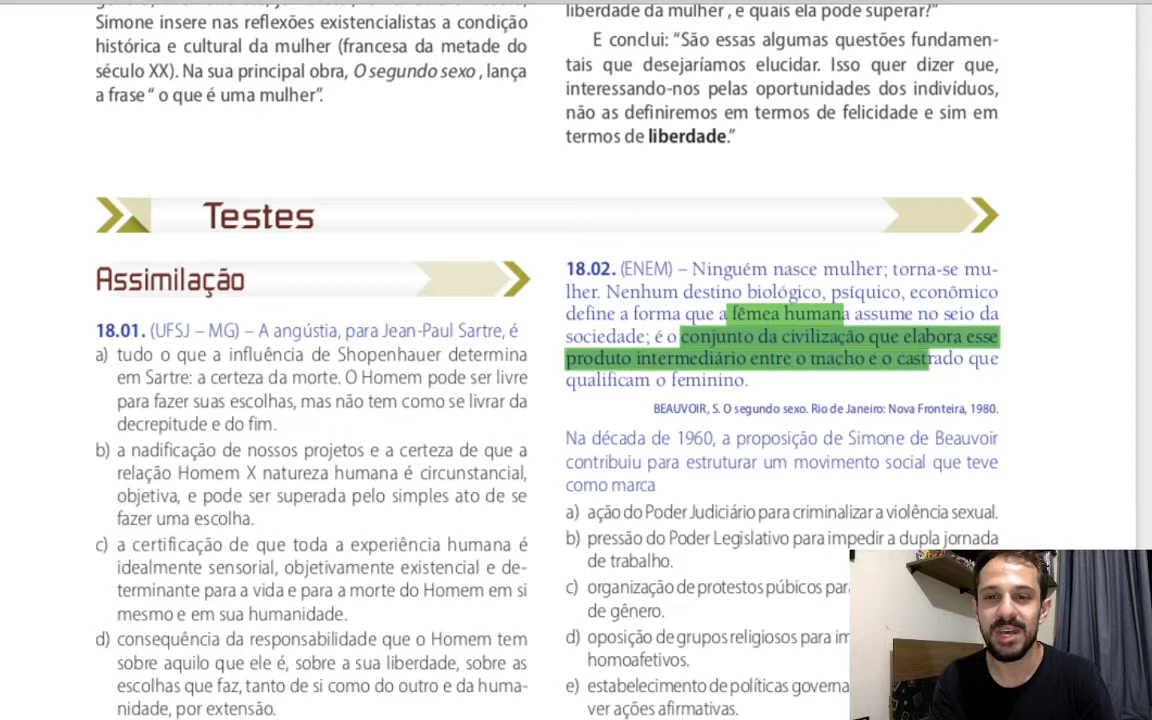 Simone insere nas reflexões existencialistas a condição
histórica e cultural da mulher (francesa da metade do
século XX). Na sua principal obra, O segundo sexo , lança
a frase “ o que é uma mulher”.
liberdade da mulher , e quais ela pode superar?”
E conclui: “São essas algumas questões fundamen-
tais que desejaríamos elucidar. Isso quer dizer que,
interessando-nos pelas oportunidades dos indivíduos,
não as definiremos em termos de felicidade e sim em
termos de liberdade.”
Testes
Assimilação
18.01. (UFSJ – MG) – A angústia, para Jean-Paul Sartre, é
a) tudo o que a influência de Shopenhauer determina
em Sartre: a certeza da morte. O Homem pode ser livre
para fazer suas escolhas, mas não tem como se livrar da
decrepitude e do fim.
b) a nadificação de nossos projetos e a certeza de que a
relação Homem X natureza humana é circunstancial,
objetiva, e pode ser superada pelo simples ato de se
fazer uma escolha.
c) a certificação de que toda a experiência humana é
idealmente sensorial, objetivamente existencial e de-
terminante para a vida e para a morte do Homem em si
mesmo e em sua humanidade.
d) consequência da responsabilidade que o Homem tem
sobre aquilo que ele é, sobre a sua liberdade, sobre as
escolhas que faz, tanto de si como do outro e da huma-
nidade, por extensão.
18.02. (ENEM) – Ninguém nasce mulher; torna-se mu-
lher. Nenhum destino biológico, psíquico, econômico
define a forma que a fêmea humana assume no seio da
sociedade; é o conjunto da civilização que elabora esse
produto intermediário entre o macho e o castrado que
qualificam o feminino.
BEAUVOIR, S. O segundo sexo. Rio de Janeiro: Nova Fronteira, 1980.
Na década de 1960, a proposição de Simone de Beauvoir
contribuiu para estruturar um movimento social que teve
como marca
a) ação do Poder Judiciário para criminalizar a violência sexual.
b) pressão do Poder Legislativo para impedir a dupla jornada
de trabalho.
c) organização de protestos púbicos
de gênero.
d) oposição de grupos religiosos para
homoafetivos.
e) estabelecimento de políticas
ver ações afirmativas.